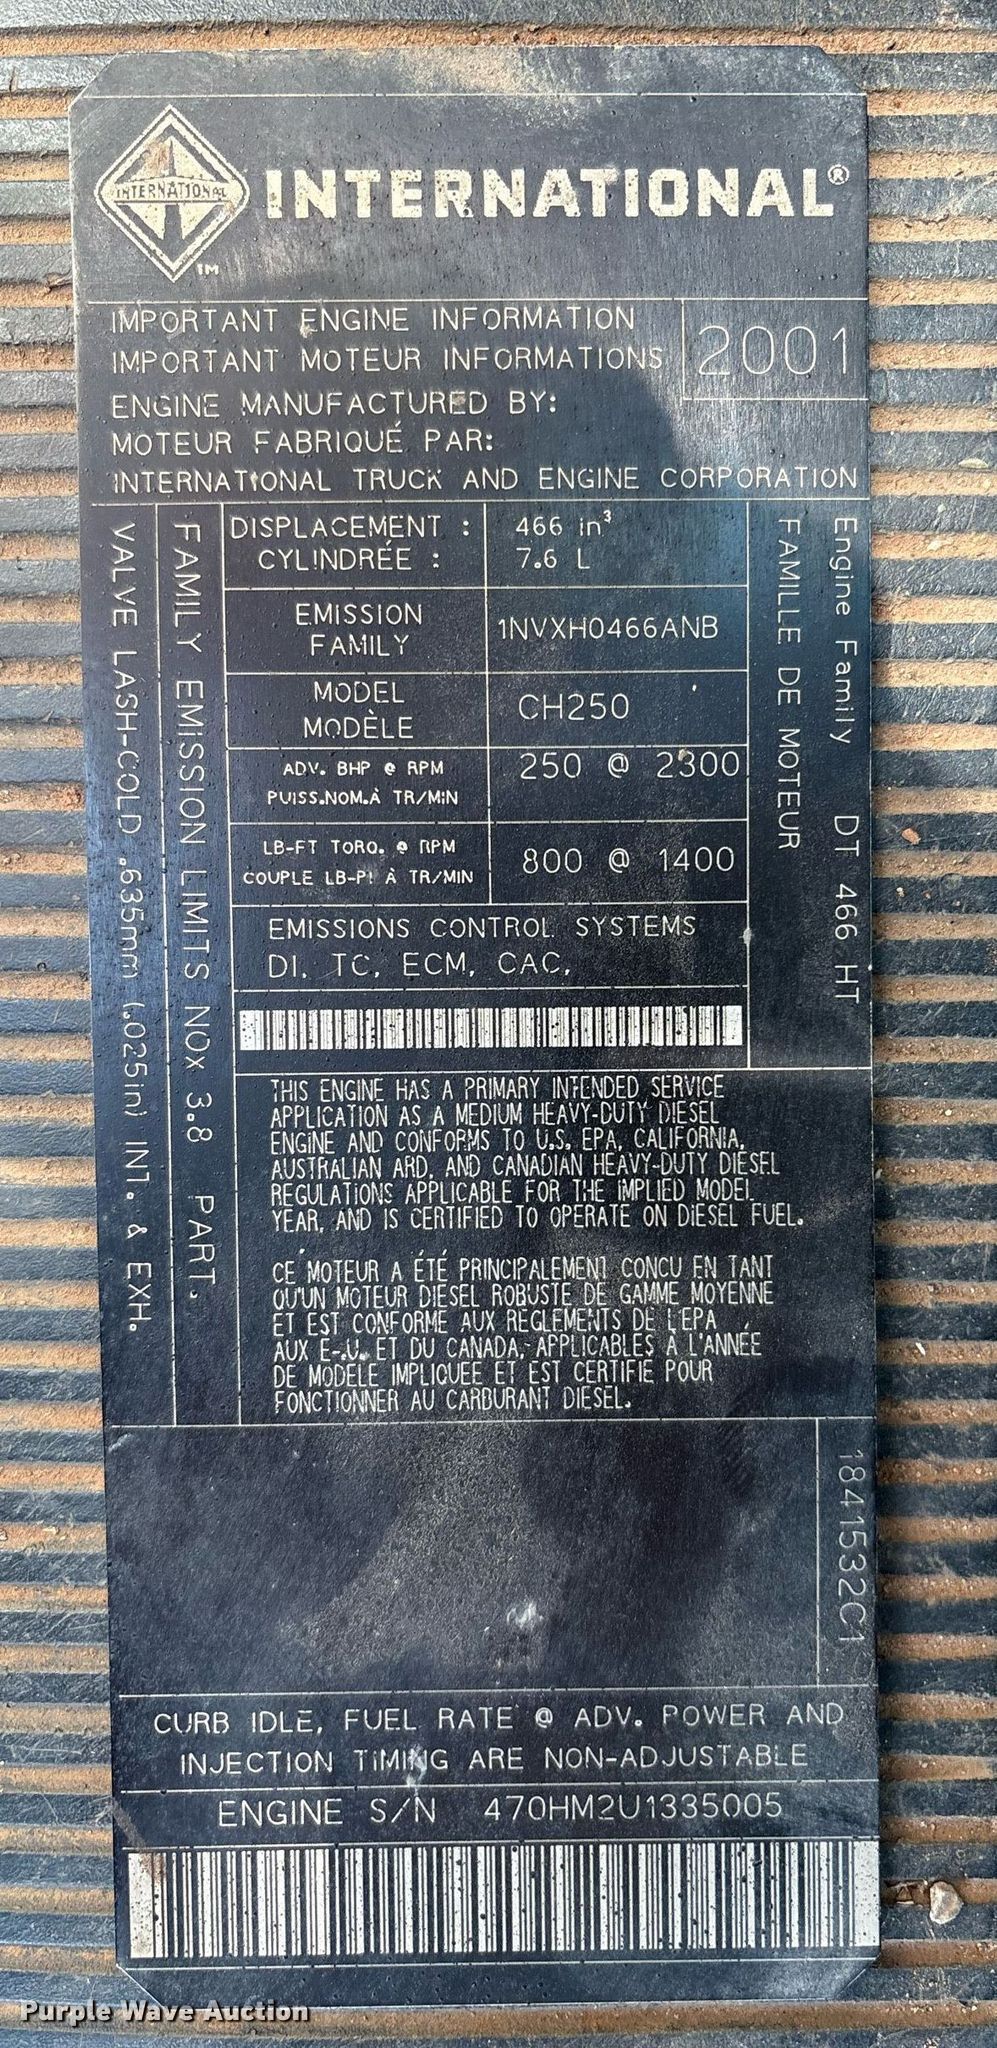 INTERNATIONAL
TM
INTERNATIONAL®
IMPORTANT ENGINE INFORMATION
IMPORTANT MOTEUR INFORMATIONS
2001
ENGINE MANUFACTURED BY:
MOTEUR FABRIQUÉ PAR:
INTERNATIONAL TRUCK AND ENGINE CORPORATION
VALVE LASH-COLD .635mm (.025in) INT. & EXH.
FAMILY EMISSION LIMITS NOx 3.8 PART.
DISPLACEMENT : 466 in³
CYLINDRÉE : 7.6 L
EMISSION
FAMILY
1NVXH0466ANB
MODEL
MODÈLE
CH250
ADV. BHP @ RPM
PUISS.NOM.À TR/MIN
250 @ 2300
LB-FT TORQ. @ RPM
COUPLE LB-PI À TR/MIN
800 @ 1400
Engine Family DT 466 HT
FAMILLE DE MOTEUR
EMISSIONS CONTROL SYSTEMS
DI, TC, ECM, CAC,
THIS ENGINE HAS A PRIMARY INTENDED SERVICE
APPLICATION AS A MEDIUM HEAVY-DUTY DIESEL
ENGINE AND CONFORMS TO U.S. EPA, CALIFORNIA,
AUSTRALIAN ARD, AND CANADIAN HEAVY-DUTY DIESEL
REGULATIONS APPLICABLE FOR THE IMPLIED MODEL
YEAR, AND IS CERTIFIED TO OPERATE ON DIESEL FUEL.
CE MOTEUR A ÉTÉ PRINCIPALEMENT CONCU EN TANT
QU'UN MOTEUR DIESEL ROBUSTE DE GAMME MOYENNE
ET EST CONFORME AUX REGLEMENTS DE L'EPA
AUX E-.U. ET DU CANADA, APPLICABLES À L'ANNÉE
DE MODELE IMPLIQUEE ET EST CERTIFIE POUR
FONCTIONNER AU CARBURANT DIESEL.
1841532C1
CURB IDLE, FUEL RATE @ ADV. POWER AND
INJECTION TIMING ARE NON-ADJUSTABLE
ENGINE S/N 470HM2U1335005
Purple Wave Auction